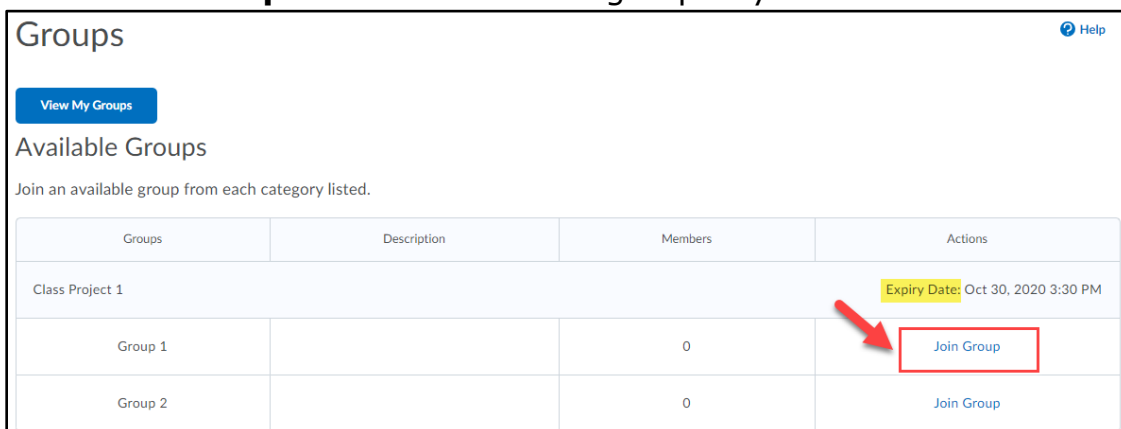 Groups
Help
View My Groups
Available Groups
Join an available group from each category listed.
Groups Description Members Actions
Class Project 1 Expiry Date: Oct 30, 2020 3:30 PM
Group 1 0 Join Group
Group 2 0 Join Group